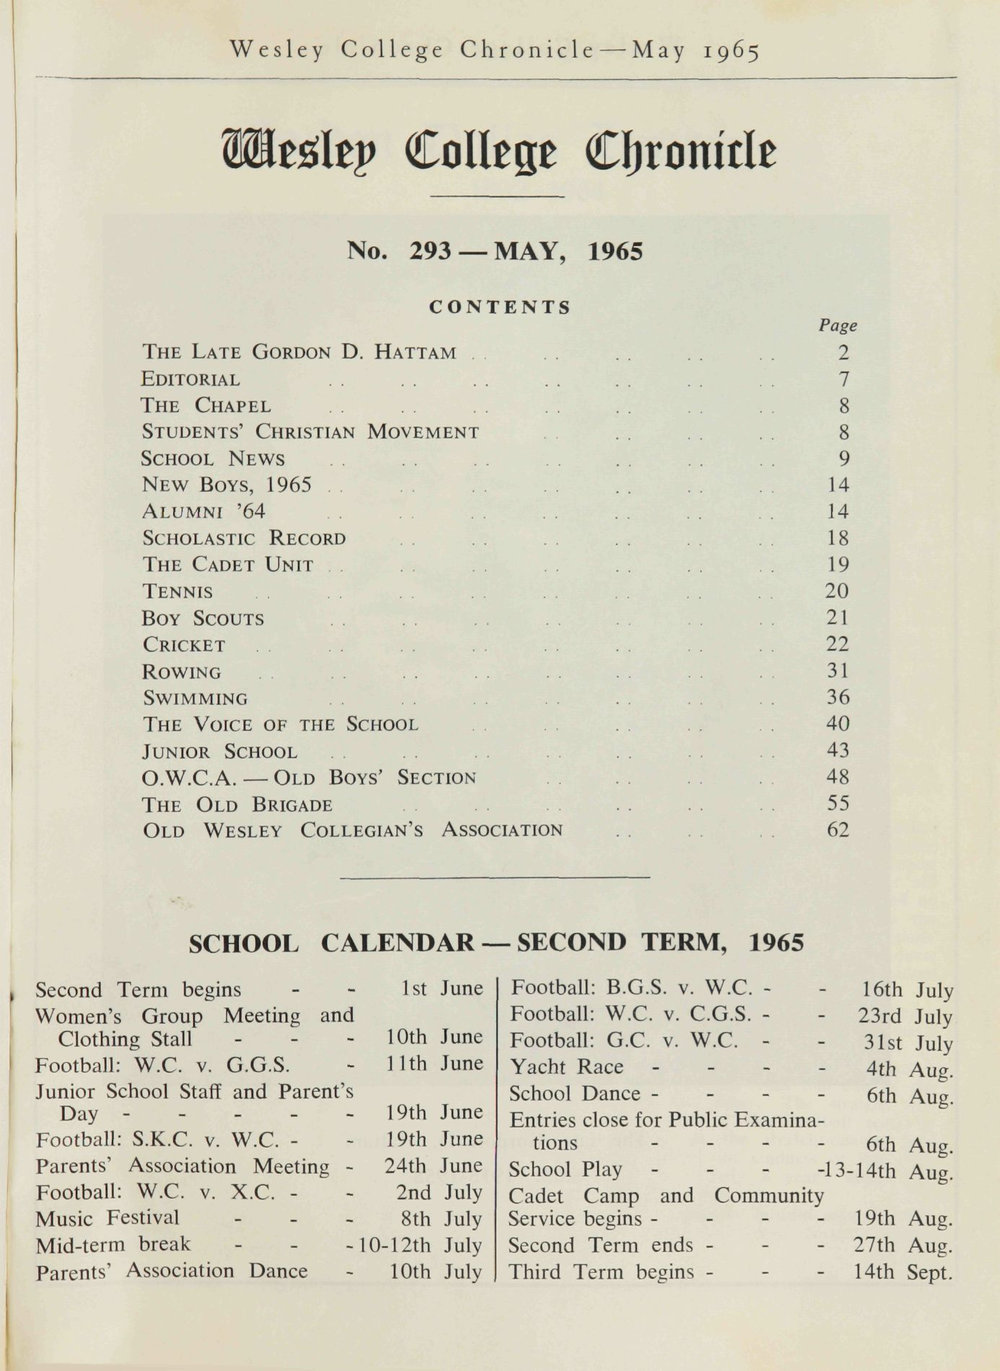 Wesley College Chronicle—May 1965
Wesley College Chronicle
No. 293 — MAY, 1965
CONTENTS
Page
THE LATE GORDON D. HATTAM . . . . . . . . . . 2
EDITORIAL . . . . . . . . . . . . . . 7
THE CHAPEL . . . . . . . . . . . . . . 8
STUDENTS' CHRISTIAN MOVEMENT . . . . . . . . 8
SCHOOL NEWS . . . . . . . . . . . . . . 9
NEW BOYS, 1965 . . . . . . . . . . . . . . 14
ALUMNI '64 . . . . . . . . . . . . . . 14
SCHOLASTIC RECORD . . . . . . . . . . . . 18
THE CADET UNIT . . . . . . . . . . . . . . 19
TENNIS . . . . . . . . . . . . . . . . 20
BOY SCOUTS . . . . . . . . . . . . . . 21
CRICKET . . . . . . . . . . . . . . . . 22
ROWING . . . . . . . . . . . . . . . . 31
SWIMMING . . . . . . . . . . . . . . 36
THE VOICE OF THE SCHOOL . . . . . . . . . . 40
JUNIOR SCHOOL . . . . . . . . . . . . . . 43
O.W.C.A. — OLD BOYS' SECTION . . . . . . . . 48
THE OLD BRIGADE . . . . . . . . . . . . 55
OLD WESLEY COLLEGIAN'S ASSOCIATION . . . . . . 62
SCHOOL CALENDAR — SECOND TERM, 1965
Second Term begins - - 1st June
Women's Group Meeting and
Clothing Stall - - - 10th June
Football: W.C. v. G.G.S. - 11th June
Junior School Staff and Parent's
Day - - - - - 19th June
Football: S.K.C. v. W.C. - - 19th June
Parents' Association Meeting - 24th June
Football: W.C. v. X.C. - - 2nd July
Music Festival - - - 8th July
Mid-term break - - - 10-12th July
Parents' Association Dance - 10th July
Football: B.G.S. v. W.C. - - 16th July
Football: W.C. v. C.G.S. - - 23rd July
Football: G.C. v. W.C. - - 31st July
Yacht Race - - - - 4th Aug.
School Dance - - - - 6th Aug.
Entries close for Public Examina-
tions - - - - 6th Aug.
School Play - - - -13-14th Aug.
Cadet Camp and Community
Service begins - - - - 19th Aug.
Second Term ends - - - 27th Aug.
Third Term begins - - - 14th Sept.